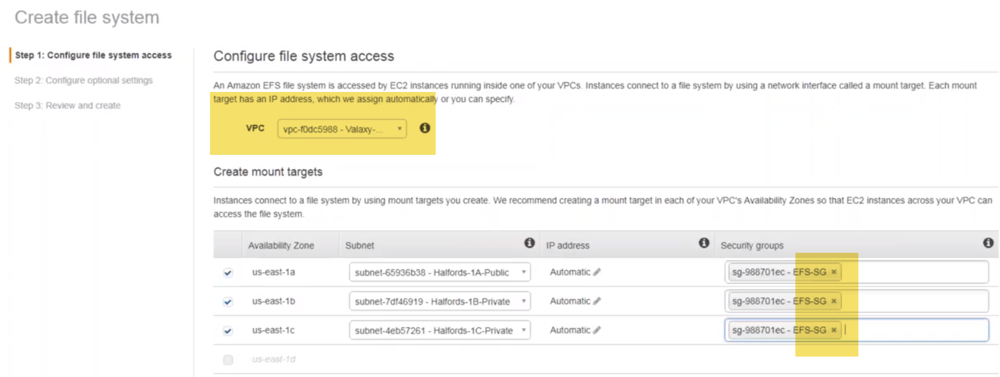 Create file system
Step 1: Configure file system access
Step 2: Configure optional settings
Step 3: Review and create
Configure file system access
An Amazon EFS file system is accessed by EC2 instances running inside one of your VPCs. Instances connect to a file system by using a network interface called a mount target. Each mount
target has an IP address, which we assign automatically or you can specify.
VPC vpc-f0dc5988 - Valaxy-...
Create mount targets
Instances connect to a file system by using mount targets you create. We recommend creating a mount target in each of your VPC's Availability Zones so that EC2 instances across your VPC can
access the file system.
Availability Zone Subnet IP address Security groups
us-east-1a subnet-65936b38 - Halfords-1A-Public Automatic sg-988701ec - EFS-SG ×
us-east-1b subnet-7df46919 - Halfords-1B-Private Automatic sg-988701ec - EFS-SG ×
us-east-1c subnet-4eb57261 - Halfords-1C-Private Automatic sg-988701ec - EFS-SG ×
us-east-1d